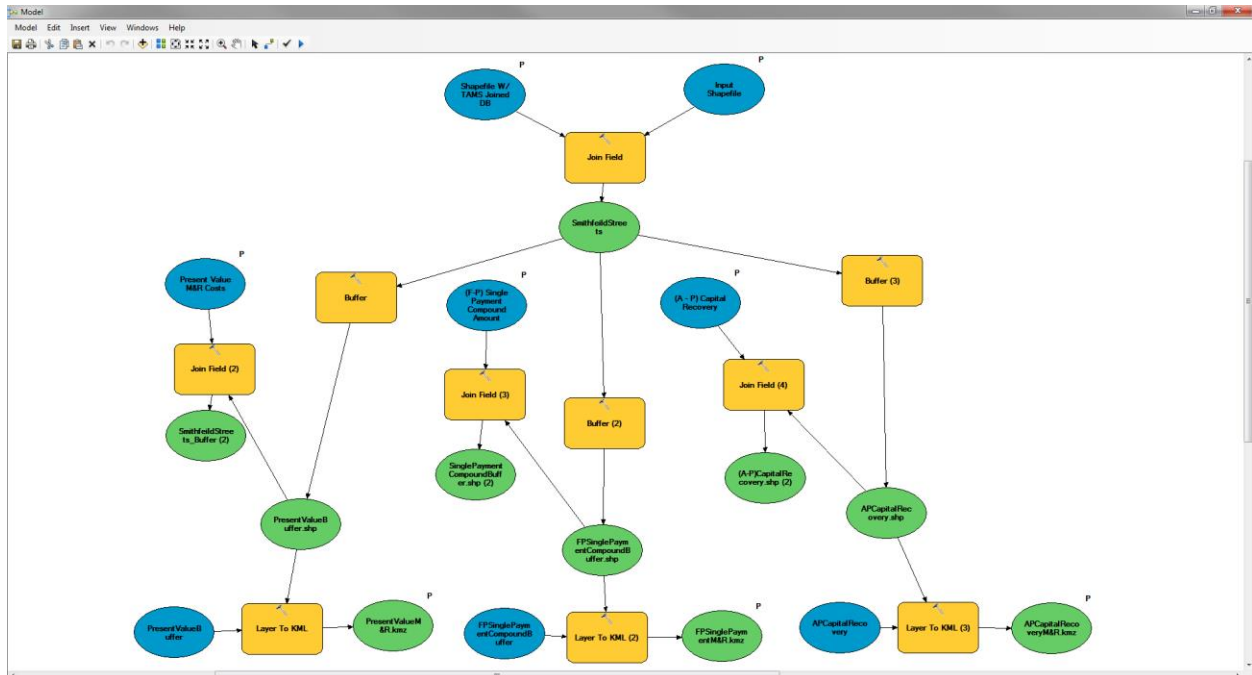 Model
Model Edit Insert View Windows Help
P
Shapefile W/
TAMS Joined
DB
P
Input
Shapefile
Join Field
SmithfeildStree
ts
P
Present Value
M&R Costs
Buffer
P
(F-P) Single
Payment
Compound
Amount
P
(A - P) Capital
Recovery
Buffer (3)
Join Field (2)
Join Field (3)
Join Field (4)
Buffer (2)
SmithfeildStree
ts_Buffer (2)
SinglePayment
CompoundBuf
fer.shp (2)
(A-P)CapitalRe
covery.shp (2)
PresentValueB
uffer.shp
FPSinglePaym
entCompoundB
uffer.shp
APCapitalRec
overy.shp
PresentValueB
uffer
Layer To KML
P
PresentValueM
&R.kmz
FPSinglePaym
entCompoundB
uffer
Layer To KML (2)
P
FPSinglePay
mentM&R.kmz
APCapitalReco
very
Layer To KML (3)
P
APCapitalReco
veryM&R.kmz